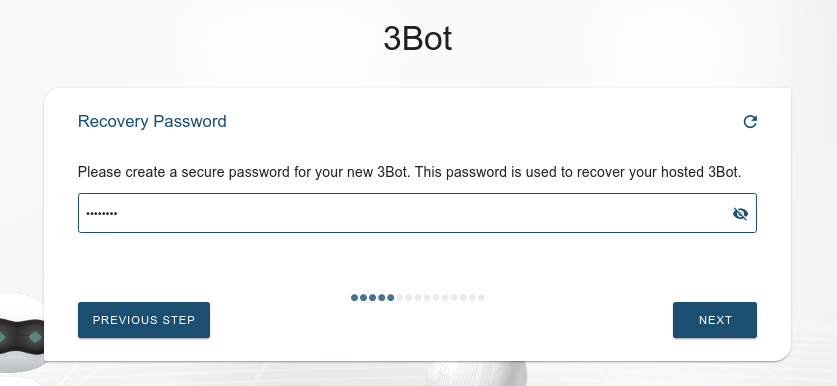 3Bot
Recovery Password
Please create a secure password for your new 3Bot. This password is used to recover your hosted 3Bot.
••••••••
PREVIOUS STEP
NEXT